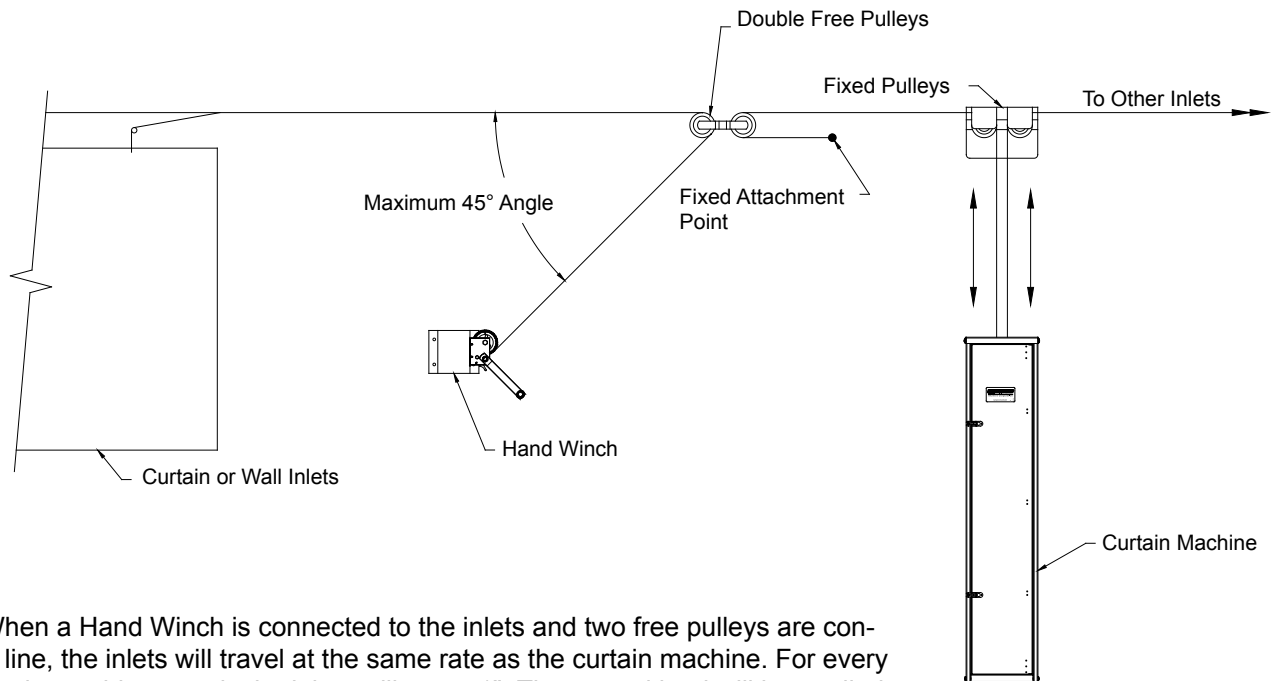 Double Free Pulleys
Fixed Pulleys
To Other Inlets
Maximum 45° Angle
Fixed Attachment
Point
Hand Winch
Curtain or Wall Inlets
Curtain Machine
When a Hand Winch is connected to the inlets and two free pulleys are con-
line, the inlets will travel at the same rate as the curtain machine. For every